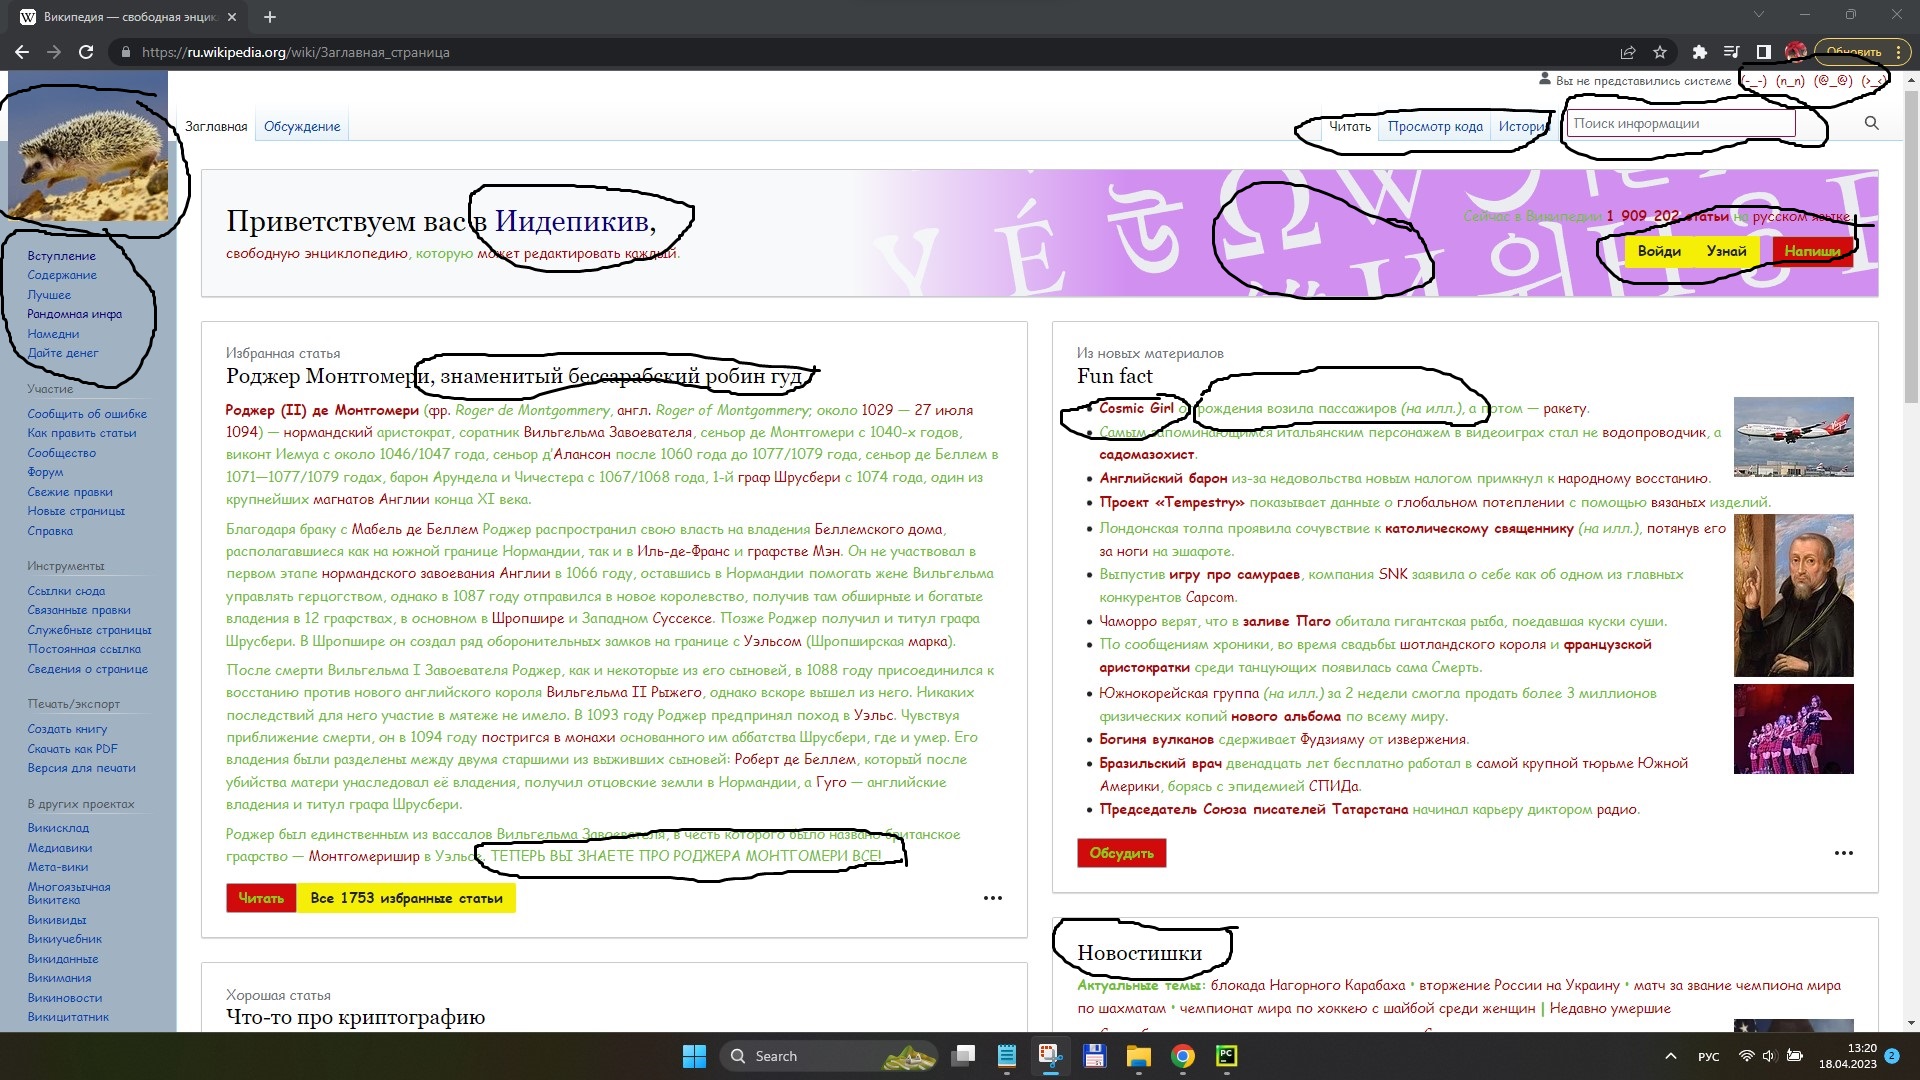 Википедия — свободная энцик
https://ru.wikipedia.org/wiki/Заглавная_страница
Обновить
Вы не представились системе (-_-) (n_n) (@_@) (>_<)
Заглавная Обсуждение Читать Просмотр кода История Поиск информации
Приветствуем вас в Иидепикив,
свободную энциклопедию, которую может редактировать каждый.
Сейчас в Википедии 1 909 202 статьи на русском языке.
Войди Узнай Напиши
Вступление
Содержание
Лучшее
Рандомная инфа
Намедни
Дайте денег
Участие
Сообщить об ошибке
Как править статьи
Сообщество
Форум
Свежие правки
Новые страницы
Справка
Инструменты
Ссылки сюда
Связанные правки
Служебные страницы
Постоянная ссылка
Сведения о странице
Печать/экспорт
Создать книгу
Скачать как PDF
Версия для печати
В других проектах
Викисклад
Медиавики
Мета-вики
Многоязычная
Викитека
Викивиды
Викиучебник
Викиданные
Викимания
Викиновости
Викицитатник
Избранная статья
Роджер Монтгомери, знаменитый бессарабский робин гуд
Роджер (II) де Монтгомери (фр. Roger de Montgommery, англ. Roger of Montgommery; около 1029 — 27 июля
1094) — нормандский аристократ, соратник Вильгельма Завоевателя, сеньор де Монтгомери с 1040-х годов,
виконт Иемуа с около 1046/1047 года, сеньор д’Алансон после 1060 года до 1077/1079 года, сеньор де Беллем в
1071—1077/1079 годах, барон Арундела и Чичестера с 1067/1068 года, 1-й граф Шрусбери с 1074 года, один из
крупнейших магнатов Англии конца XI века.
Благодаря браку с Мабель де Беллем Роджер распространил свою власть на владения Беллемского дома,
располагавшиеся как на южной границе Нормандии, так и в Иль-де-Франс и графстве Мэн. Он не участвовал в
первом этапе нормандского завоевания Англии в 1066 году, оставшись в Нормандии помогать жене Вильгельма
управлять герцогством, однако в 1087 году отправился в новое королевство, получив там обширные и богатые
владения в 12 графствах, в основном в Шропшире и Западном Суссексе. Позже Роджер получил и титул графа
Шрусбери. В Шропшире он создал ряд оборонительных замков на границе с Уэльсом (Шропширская марка).
После смерти Вильгельма I Завоевателя Роджер, как и некоторые из его сыновей, в 1088 году присоединился к
восстанию против нового английского короля Вильгельма II Рыжего, однако вскоре вышел из него. Никаких
последствий для него участие в мятеже не имело. В 1093 году Роджер предпринял поход в Уэльс. Чувствуя
приближение смерти, он в 1094 году постригся в монахи основанного им аббатства Шрусбери, где и умер. Его
владения были разделены между двумя старшими из выживших сыновей: Роберт де Беллем, который после
убийства матери унаследовал её владения, получил отцовские земли в Нормандии, а Гуго — английские
владения и титул графа Шрусбери.
Роджер был единственным из вассалов Вильгельма Завоевателя, в честь которого было названо британское
графство — Монтгомеришир в Уэльсе. ТЕПЕРЬ ВЫ ЗНАЕТЕ ПРО РОДЖЕРА МОНТГОМЕРИ ВСЕ!
Читать Все 1753 избранные статьи
Хорошая статья
Что-то про криптографию
Из новых материалов
Fun fact
Cosmic Girl от рождения возила пассажиров (на илл.), а потом — ракету.
Самым запоминающимся итальянским персонажем в видеоиграх стал не водопроводчик, а
садомазохист.
Английский барон из-за недовольства новым налогом примкнул к народному восстанию.
Проект «Tempestry» показывает данные о глобальном потеплении с помощью вязаных изделий.
Лондонская толпа проявила сочувствие к католическому священнику (на илл.), потянув его
за ноги на эшафоте.
Выпустив игру про самураев, компания SNK заявила о себе как об одном из главных
конкурентов Capcom.
Чаморро верят, что в заливе Паго обитала гигантская рыба, поедавшая куски суши.
По сообщениям хроники, во время свадьбы шотландского короля и французской
аристократки среди танцующих появилась сама Смерть.
Южнокорейская группа (на илл.) за 2 недели смогла продать более 3 миллионов
физических копий нового альбома по всему миру.
Богиня вулканов сдерживает Фудзияму от извержения.
Бразильский врач двенадцать лет бесплатно работал в самой крупной тюрьме Южной
Америки, борясь с эпидемией СПИДа.
Председатель Союза писателей Татарстана начинал карьеру диктором радио.
Обсудить
Новостишки
Актуальные темы: блокада Нагорного Карабаха • вторжение России на Украину • матч за звание чемпиона мира
по шахматам • чемпионат мира по хоккею с шайбой среди женщин | Недавно умершие
Search
РУС
13:20
18.04.2023
2